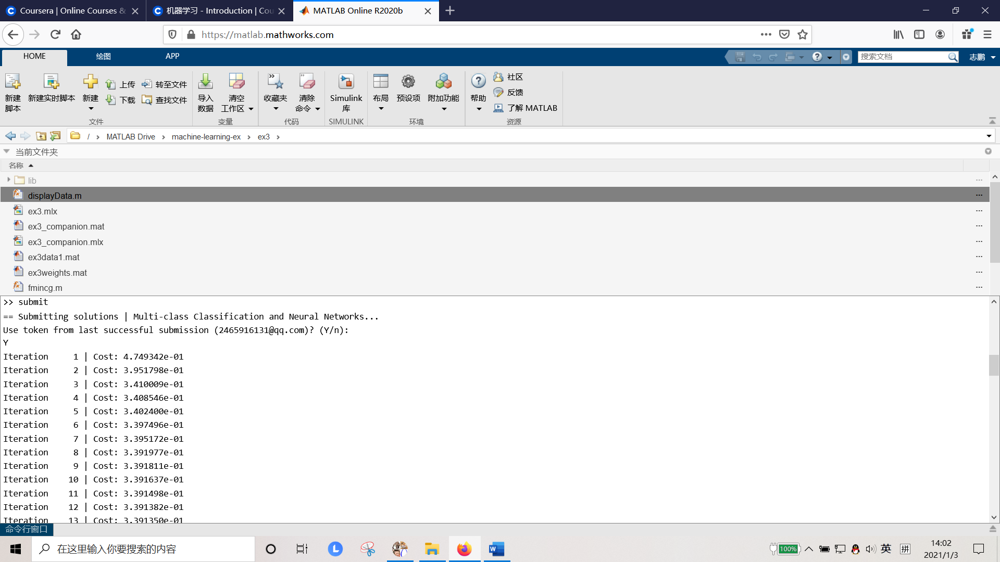 Coursera | Online Courses &
机器学习 - Introduction | Cou
MATLAB Online R2020b
https://matlab.mathworks.com
HOME
绘图
APP
搜索文档
志鹏
新建
脚本
新建实时脚本
新建
上传
下载
转至文件
查找文件
文件
导入
数据
清空
工作区
变量
收藏夹
清除
命令
代码
Simulink
库
SIMULINK
布局
预设项
附加功能
环境
帮助
社区
反馈
了解 MATLAB
资源
/ › MATLAB Drive › machine-learning-ex › ex3 ›
当前文件夹
名称
lib
displayData.m
ex3.mlx
ex3_companion.mat
ex3_companion.mlx
ex3data1.mat
ex3weights.mat
fmincg.m
>> submit
== Submitting solutions | Multi-class Classification and Neural Networks...
Use token from last successful submission (2465916131@qq.com)? (Y/n):
Y
Iteration     1 | Cost: 4.749342e-01
Iteration     2 | Cost: 3.951798e-01
Iteration     3 | Cost: 3.410009e-01
Iteration     4 | Cost: 3.408546e-01
Iteration     5 | Cost: 3.402400e-01
Iteration     6 | Cost: 3.397496e-01
Iteration     7 | Cost: 3.395172e-01
Iteration     8 | Cost: 3.391977e-01
Iteration     9 | Cost: 3.391811e-01
Iteration    10 | Cost: 3.391637e-01
Iteration    11 | Cost: 3.391498e-01
Iteration    12 | Cost: 3.391382e-01
Iteration    13 | Cost: 3.391350e-01
命令行窗口
在这里输入你要搜索的内容
100%
英
拼
14:02
2021/1/3